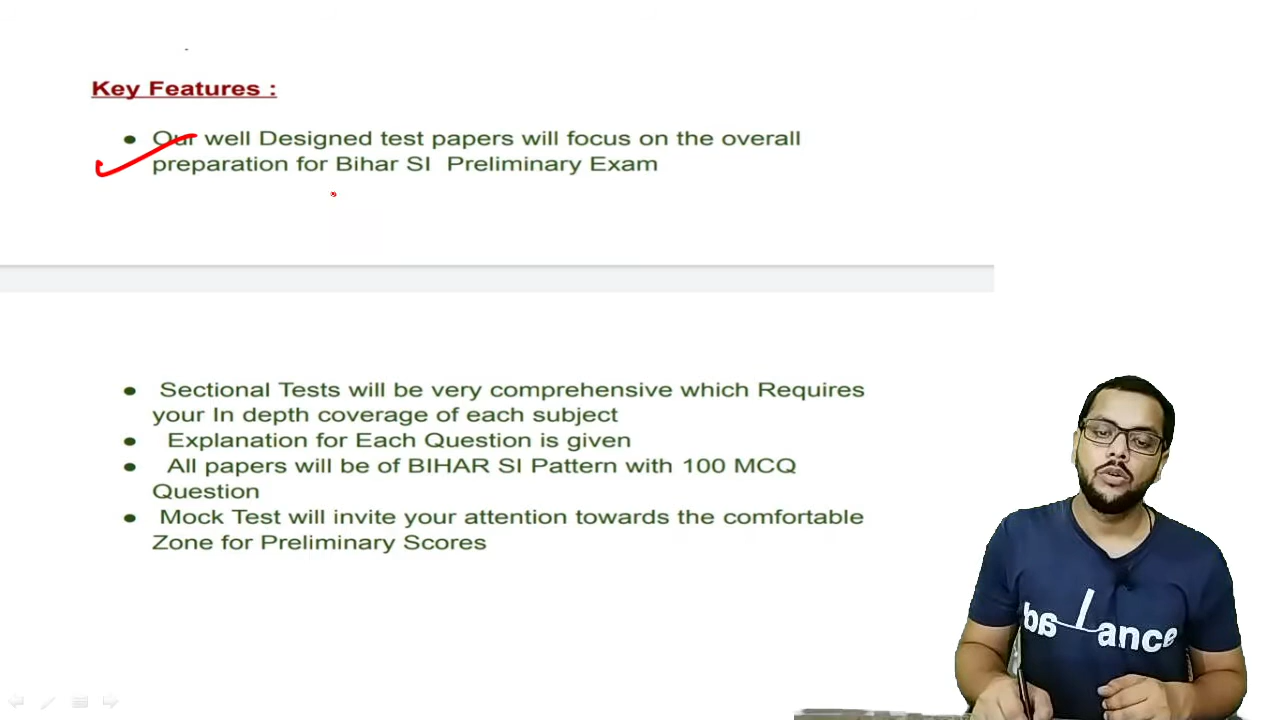 Key Features :
● Our well Designed test papers will focus on the overall
preparation for Bihar SI Preliminary Exam
● Sectional Tests will be very comprehensive which Requires
your In depth coverage of each subject
● Explanation for Each Question is given
● All papers will be of BIHAR SI Pattern with 100 MCQ
Question
● Mock Test will invite your attention towards the comfortable
Zone for Preliminary Scores
balance